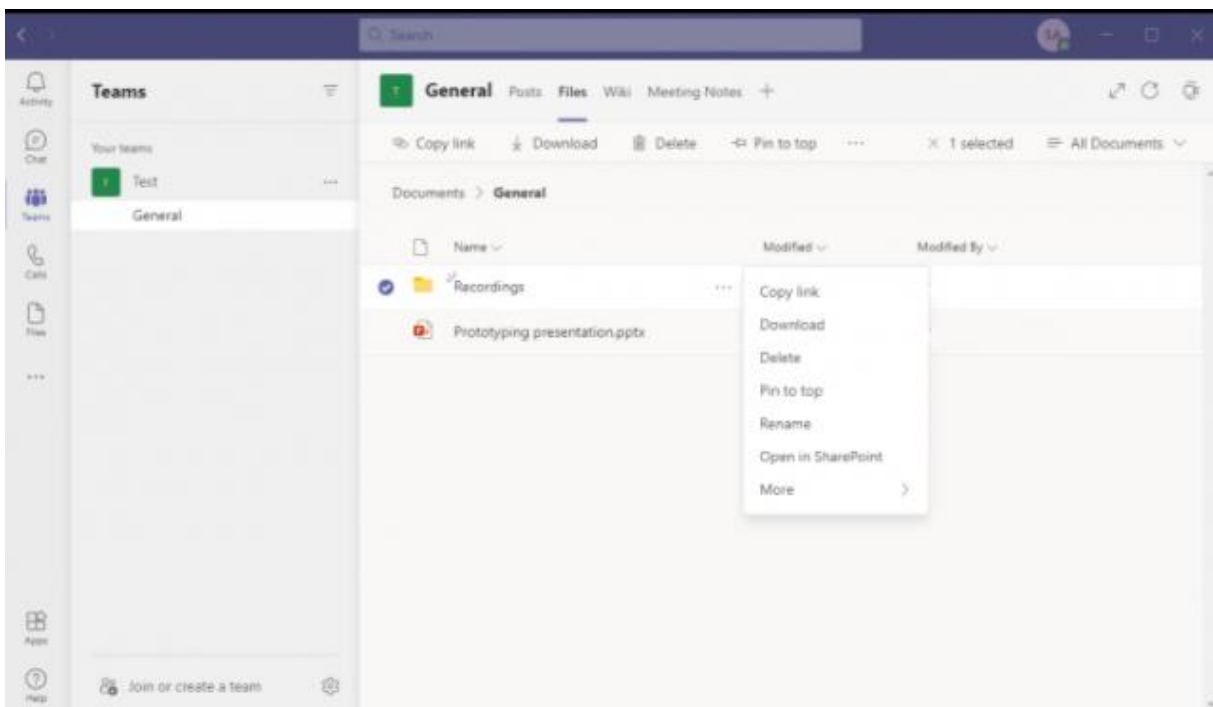 Search
LA
Activity
Chat
Teams
Calls
Files
Apps
Help
Teams
Your teams
T Test
General
Join or create a team
T General Posts Files Wiki Meeting Notes
Copy link Download Delete Pin to top 1 selected All Documents
Documents > General
Name Modified Modified By
Recordings
Prototyping presentation.pptx
Copy link
Download
Delete
Pin to top
Rename
Open in SharePoint
More